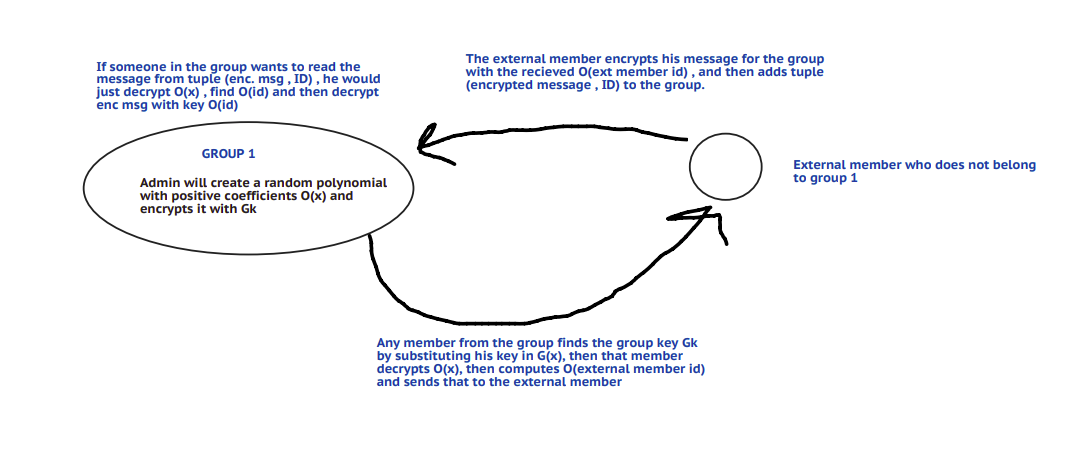 If someone in the group wants to read the
message from tuple (enc. msg , ID) , he would
just decrypt O(x) , find O(id) and then decrypt
enc msg with key O(id)
The external member encrypts his message for the group
with the recieved O(ext member id) , and then adds tuple
(encrypted message , ID) to the group.
GROUP 1
Admin will create a random polynomial
with positive coefficients O(x) and
encrypts it with Gk
External member who does not belong
to group 1
Any member from the group finds the group key Gk
by substituting his key in G(x), then that member
decrypts O(x), then computes O(external member id)
and sends that to the external member